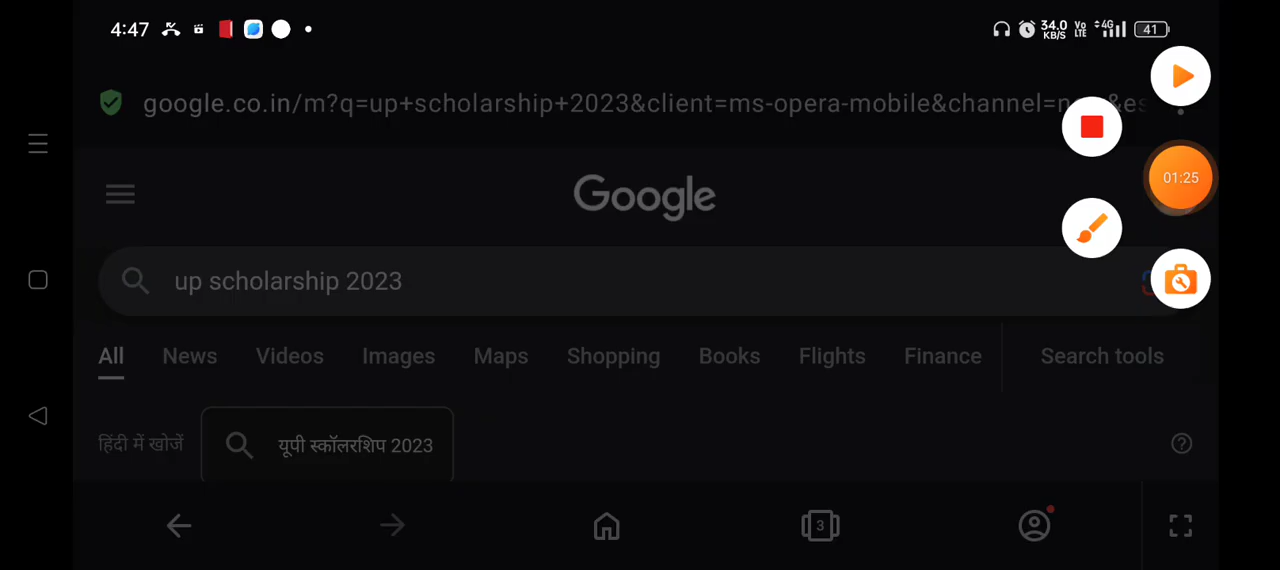 4:47 34.0 KB/S Vo LTE 4G 41
google.co.in/m?q=up+scholarship+2023&client=ms-opera-mobile&channel=n
01:25
Google
up scholarship 2023
All News Videos Images Maps Shopping Books Flights Finance Search tools
हिंदी में खोजें यूपी स्कॉलरशिप 2023
3